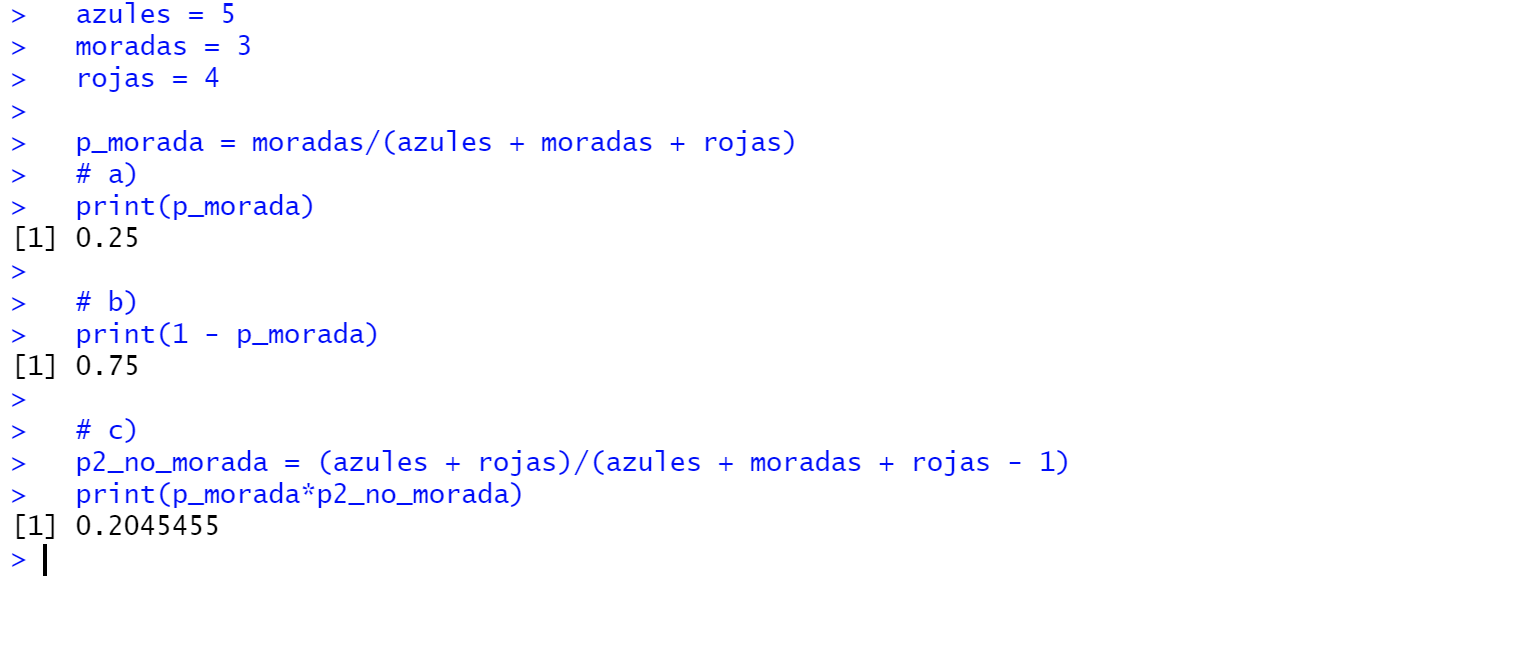 >   azules = 5
>   moradas = 3
>   rojas = 4
>
>   p_morada = moradas/(azules + moradas + rojas)
>   # a)
>   print(p_morada)
[1] 0.25
>
>   # b)
>   print(1 - p_morada)
[1] 0.75
>
>   # c)
>   p2_no_morada = (azules + rojas)/(azules + moradas + rojas - 1)
>   print(p_morada*p2_no_morada)
[1] 0.2045455
>